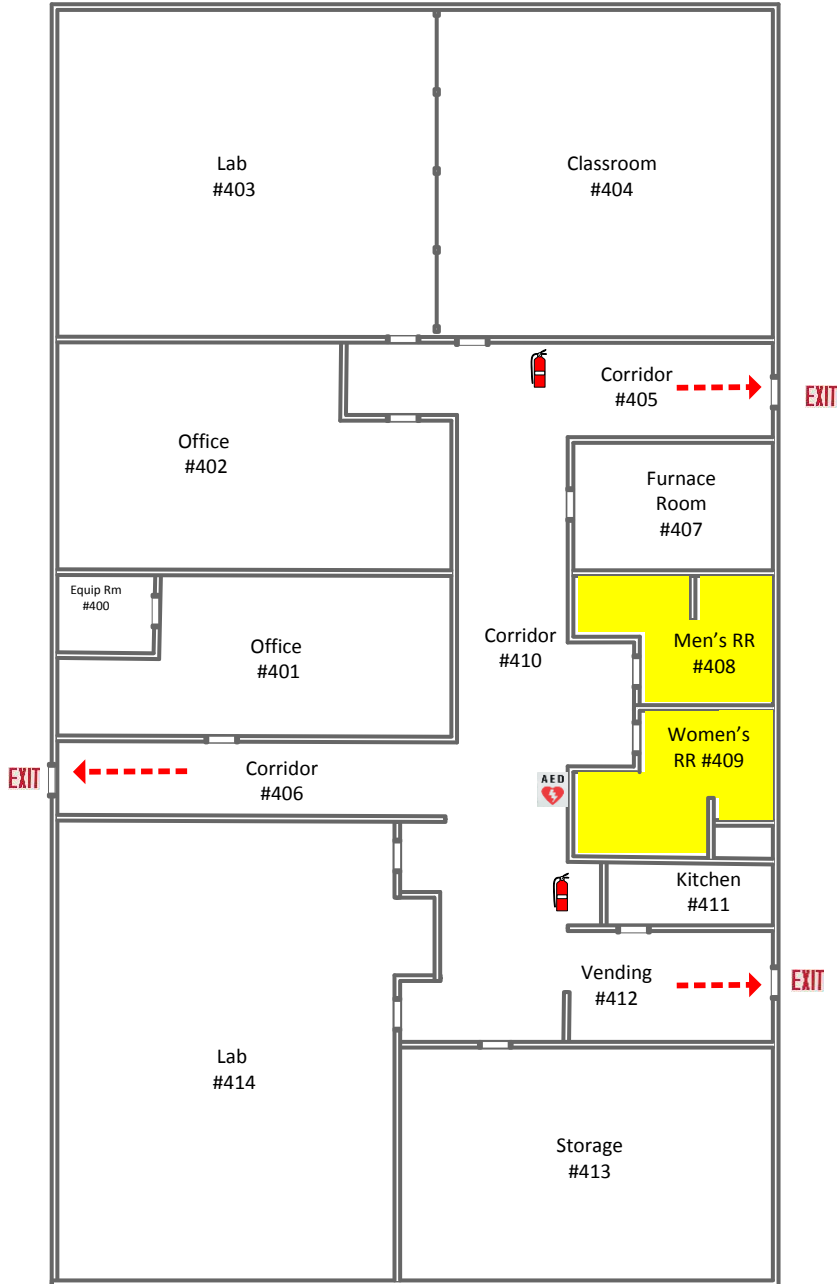 Lab
#403
Classroom
#404
Corridor
#405
EXIT
Office
#402
Furnace
Room
#407
Equip Rm
#400
Office
#401
Corridor
#410
Men's RR
#408
Women's
RR #409
EXIT
Corridor
#406
AED
Kitchen
#411
Vending
#412
EXIT
Lab
#414
Storage
#413